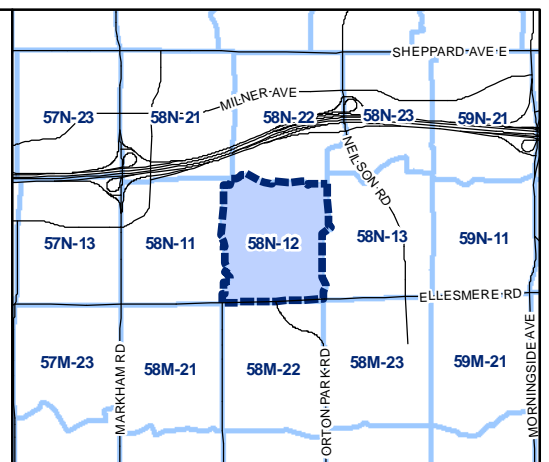 SHEPPARD AVE E
MILNER AVE
57N-23
58N-21
58N-22
58N-23
59N-21
NEILSON RD
57N-13
58N-11
58N-12
58N-13
59N-11
ELLESMERE RD
57M-23
58M-21
58M-22
58M-23
59M-21
MARKHAM RD
ORTON PARK RD
MORNINGSIDE AVE